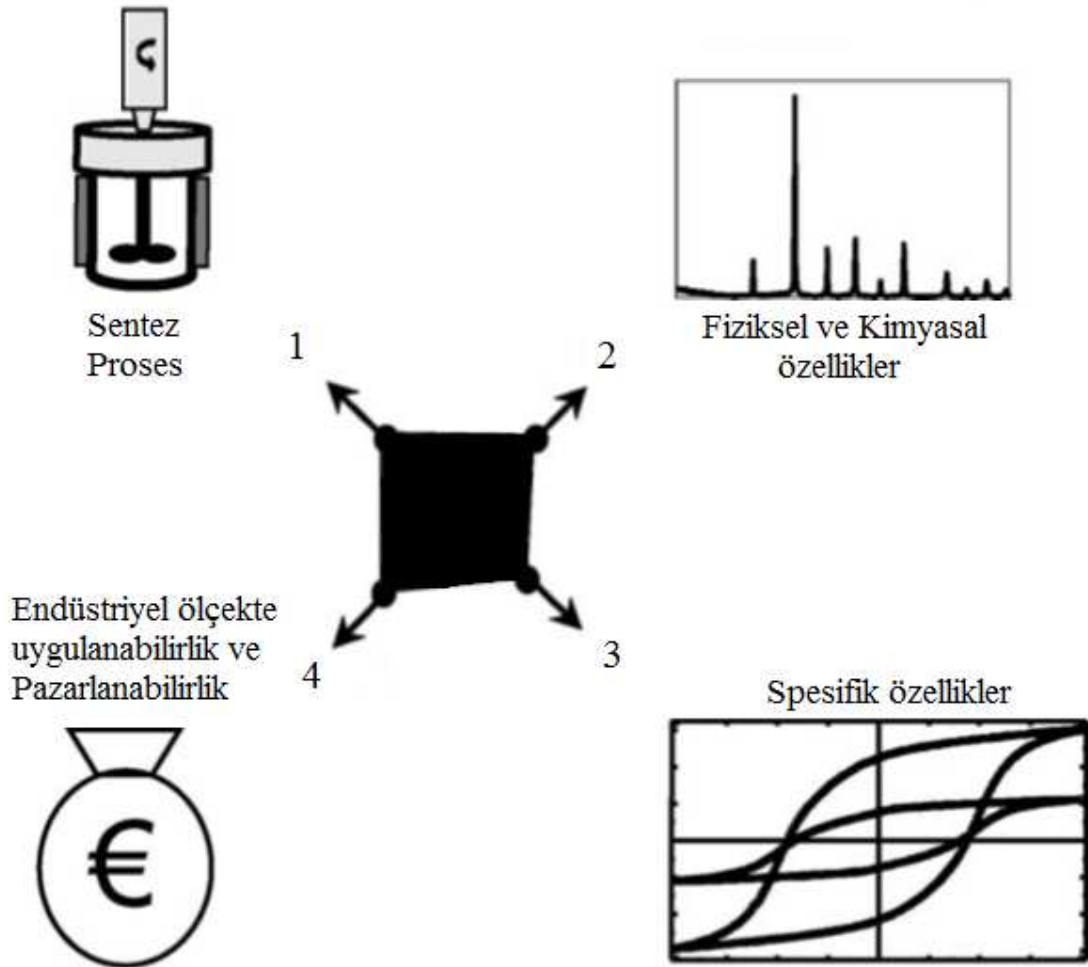 Sentez
Proses
1
2
Fiziksel ve Kimyasal
özellikler
Endüstriyel ölçekte
uygulanabilirlik ve
Pazarlanabilirlik
4
3
Spesifik özellikler
€